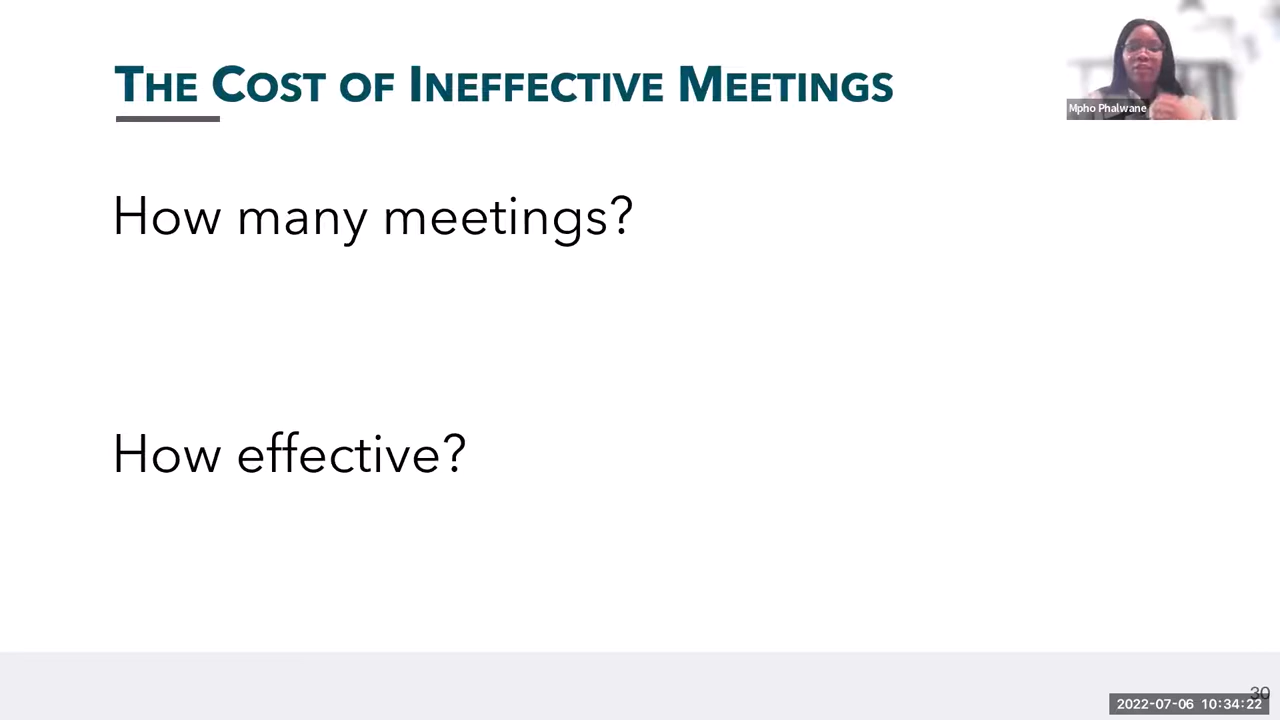 THE COST OF INEFFECTIVE MEETINGS
Mpho Phalwane
How many meetings?
How effective?
30
2022-07-06 10:34:22